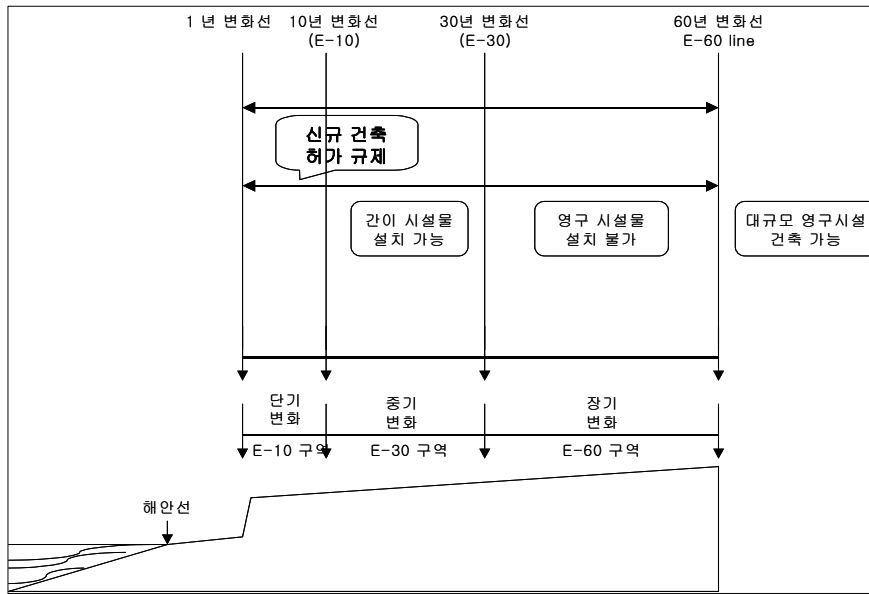 1 년 변화선
10년 변화선
(E-10)
30년 변화선
(E-30)
60년 변화선
E-60 line
신규 건축
허가 규제
간이 시설물
설치 가능
영구 시설물
설치 불가
대규모 영구시설
건축 가능
단기
변화
중기
변화
장기
변화
E-10 구역
E-30 구역
E-60 구역
해안선